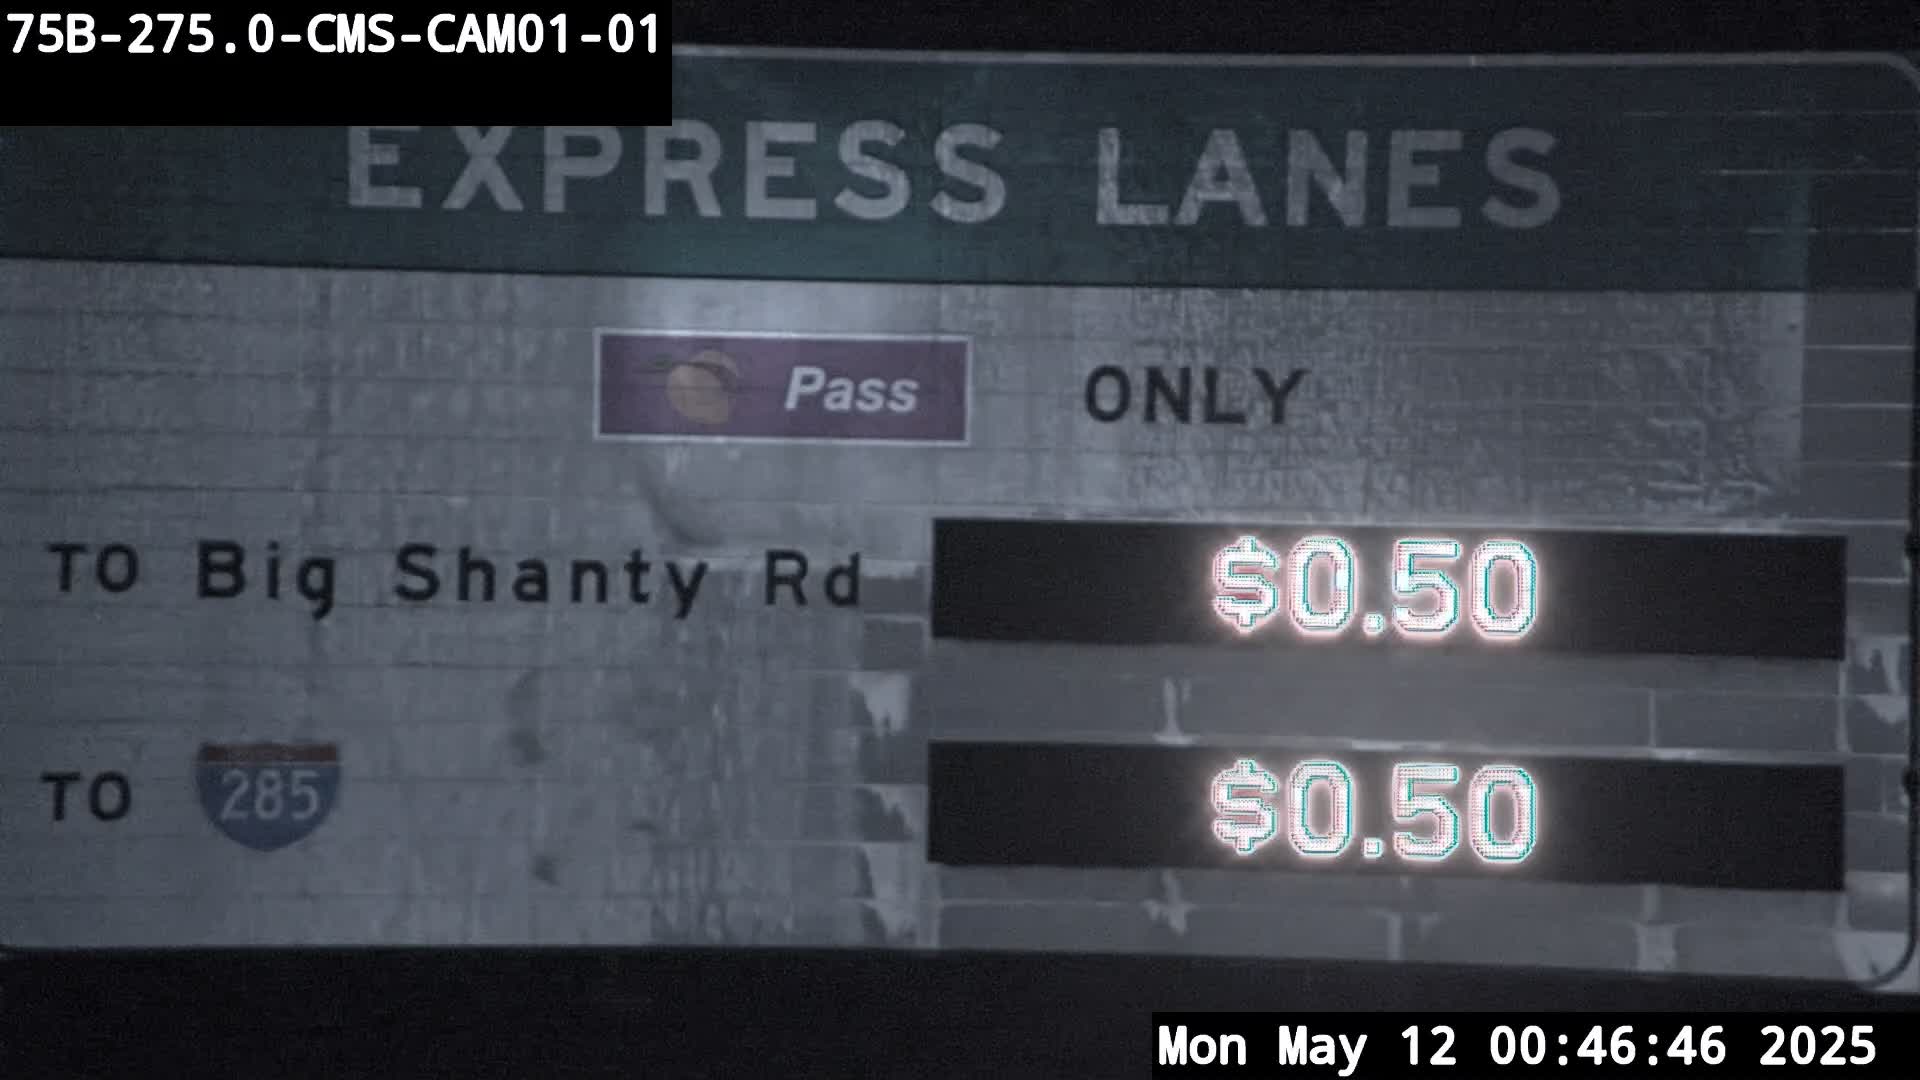 75B-275.0-CMS-CAM01-01
EXPRESS LANES
Pass ONLY
TO Big Shanty Rd $0.50
TO 285 $0.50
Mon May 12 00:46:46 2025